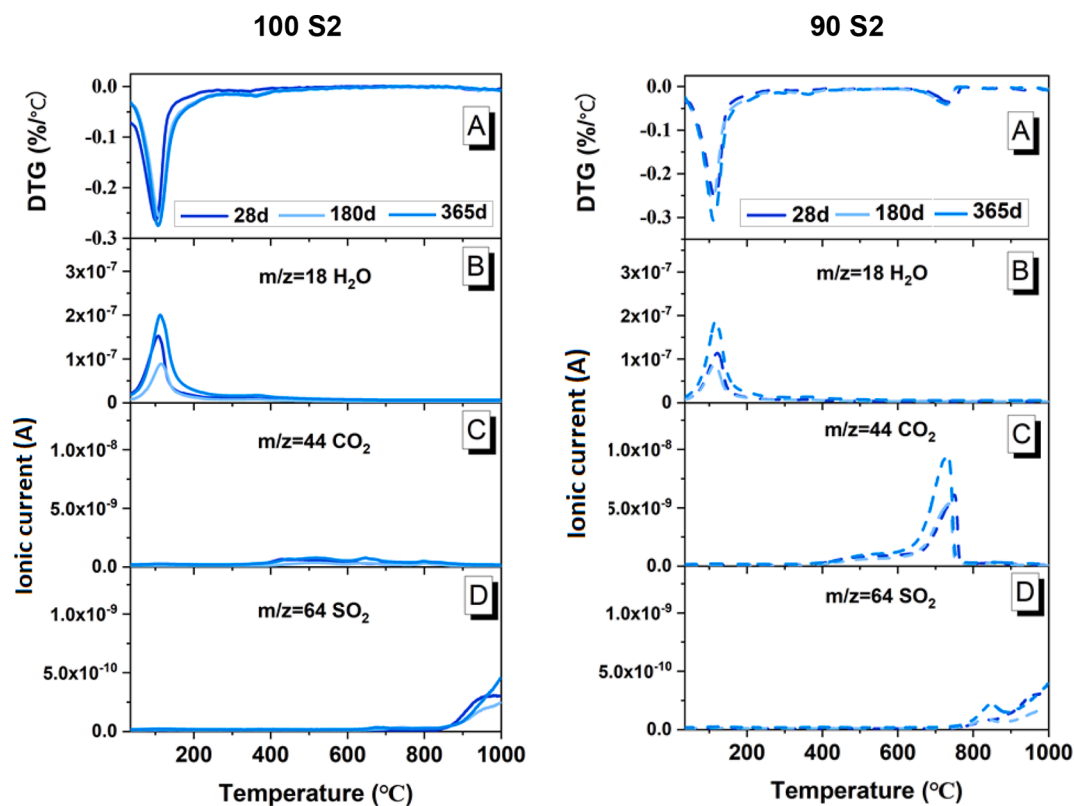 100 S2
90 S2
DTG (%/°C)
0.0
-0.1
-0.2
-0.3
A
28d
180d
365d
Ionic current (A)
3x10-7
2x10-7
1x10-7
0
m/z=18 H2O
B
1.0x10-8
5.0x10-9
0.0
m/z=44 CO2
C
1.0x10-9
5.0x10-10
0.0
m/z=64 SO2
D
200 400 600 800 1000
Temperature (°C)
DTG (%/°C)
0.0
-0.1
-0.2
-0.3
A
28d
180d
365d
Ionic current (A)
3x10-7
2x10-7
1x10-7
0
m/z=18 H2O
B
1.0x10-8
5.0x10-9
0.0
m/z=44 CO2
C
1.0x10-9
5.0x10-10
0.0
m/z=64 SO2
D
200 400 600 800 1000
Temperature (°C)